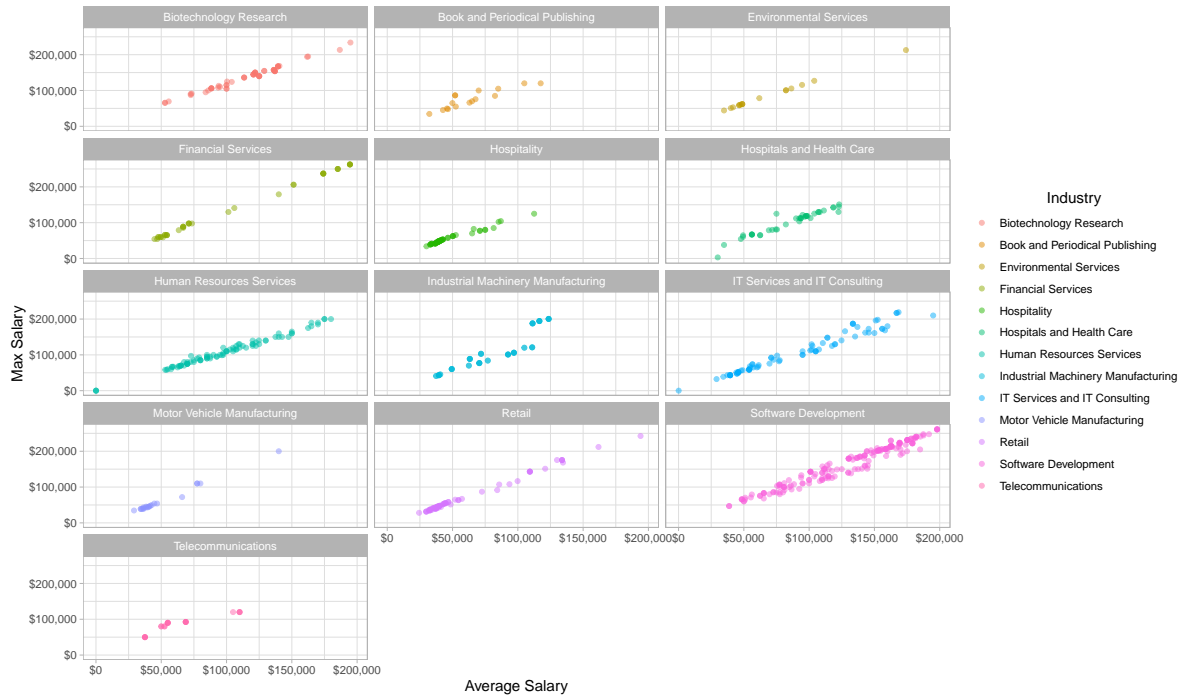 Biotechnology Research
Book and Periodical Publishing
Environmental Services
$200,000
$100,000
$0
Financial Services
Hospitality
Hospitals and Health Care
$200,000
$100,000
$0
Human Resources Services
Industrial Machinery Manufacturing
IT Services and IT Consulting
$200,000
$100,000
$0
Motor Vehicle Manufacturing
Retail
Software Development
$200,000
$100,000
$0
$0 $50,000 $100,000 $150,000 $200,000
$0 $50,000 $100,000 $150,000 $200,000
Telecommunications
$200,000
$100,000
$0
$0 $50,000 $100,000 $150,000 $200,000
Average Salary
Max Salary
Industry
Biotechnology Research
Book and Periodical Publishing
Environmental Services
Financial Services
Hospitality
Hospitals and Health Care
Human Resources Services
Industrial Machinery Manufacturing
IT Services and IT Consulting
Motor Vehicle Manufacturing
Retail
Software Development
Telecommunications